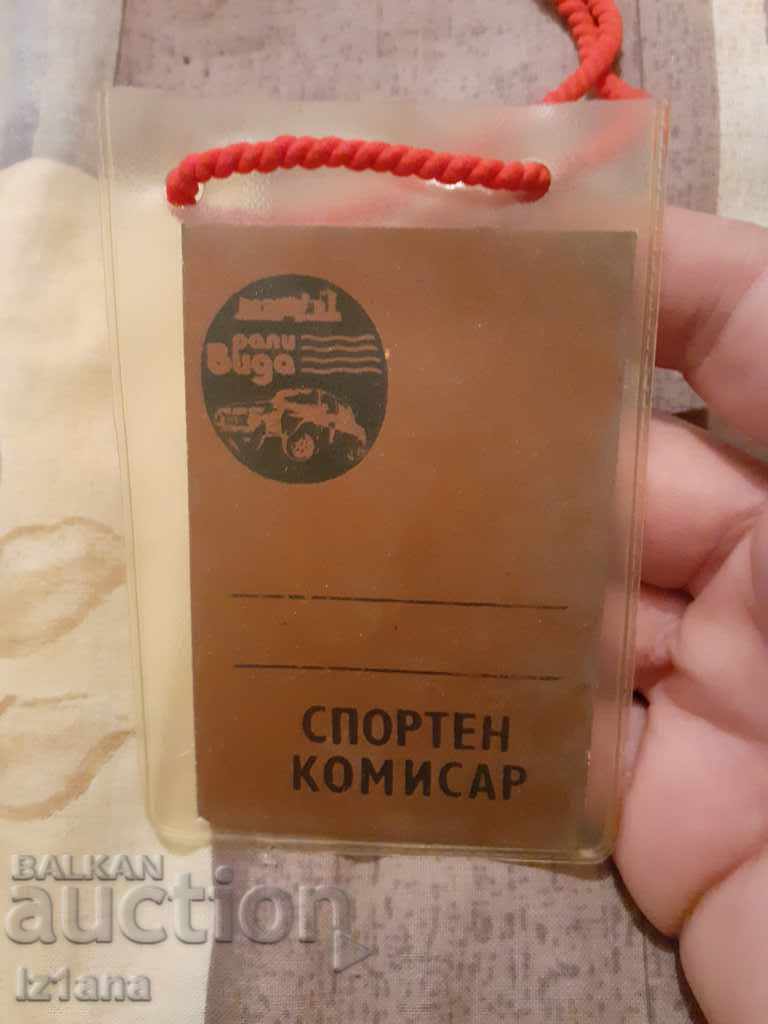 рали
Вида
СПОРТЕН
КОМИСАР
BALKAN
auction
iz1ana